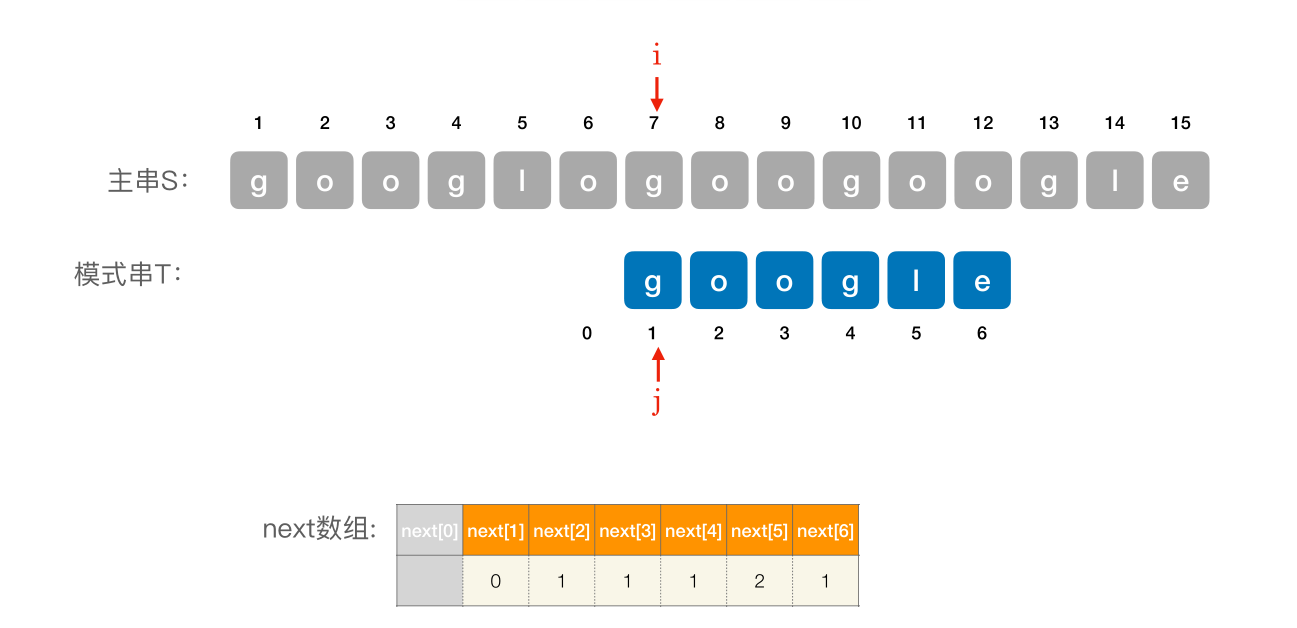 i
1 2 3 4 5 6 7 8 9 10 11 12 13 14 15
主串S: g o o g l o g o o g o o g l e
模式串T: g o o g l e
0 1 2 3 4 5 6
j
next数组: next[0] next[1] next[2] next[3] next[4] next[5] next[6]
0 1 1 1 2 1